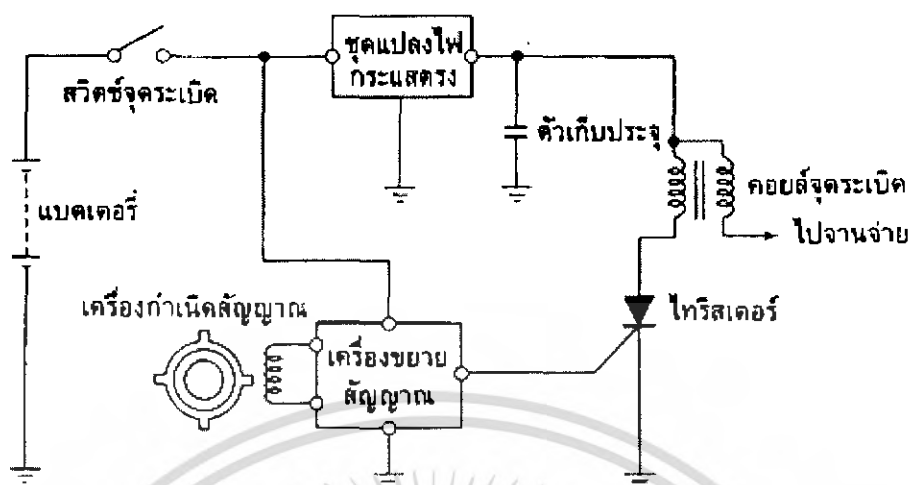 ชุดแปลงไฟ
กระแสตรง
สวิตช์จุดระเบิด
ตัวเก็บประจุ
คอยล์จุดระเบิด
แบตเตอรี่
ไปจานจ่าย
เครื่องกำเนิดสัญญาณ
ไทริสเตอร์
เครื่องขยาย
สัญญาณ